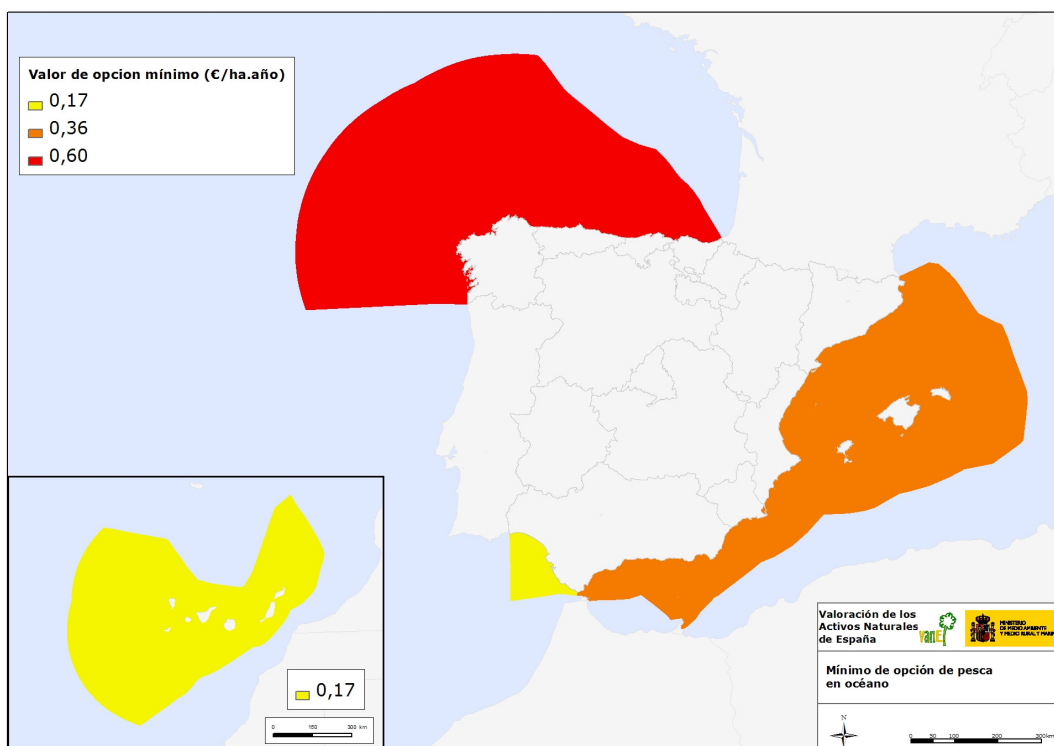 Valor de opcion mínimo (€/ha.año)
0,17
0,36
0,60
0,17
0 150 300 km
Valoración de los
Activos Naturales
de España
VanE
MINISTERIO
DE MEDIO AMBIENTE
Y MEDIO RURAL Y MARINO
Mínimo de opción de pesca
en océano
N
0 50 100 200 300 km